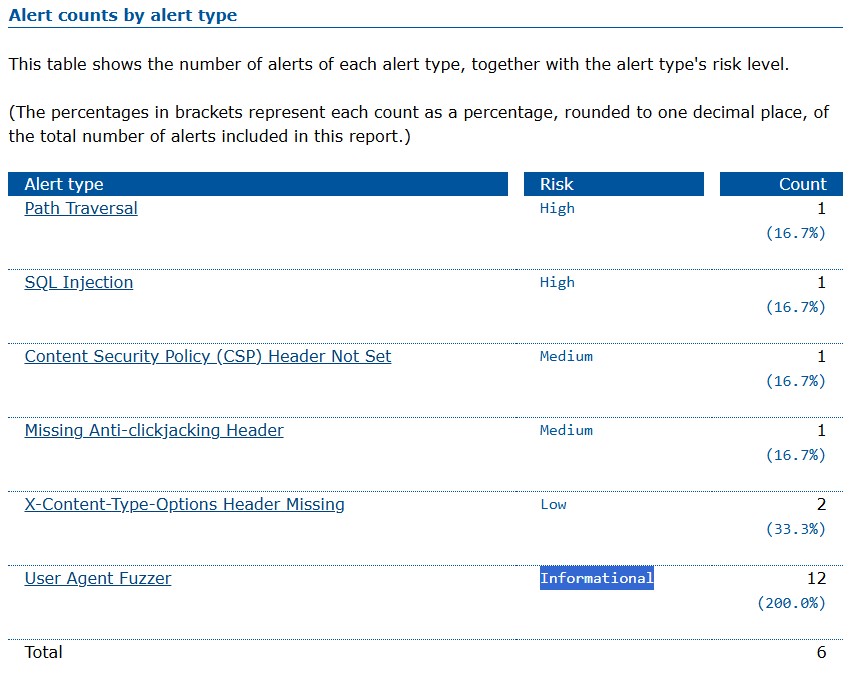 Alert counts by alert type
This table shows the number of alerts of each alert type, together with the alert type's risk level.
(The percentages in brackets represent each count as a percentage, rounded to one decimal place, of
the total number of alerts included in this report.)
Alert type Risk Count
Path Traversal High 1
(16.7%)
SQL Injection High 1
(16.7%)
Content Security Policy (CSP) Header Not Set Medium 1
(16.7%)
Missing Anti-clickjacking Header Medium 1
(16.7%)
X-Content-Type-Options Header Missing Low 2
(33.3%)
User Agent Fuzzer Informational 12
(200.0%)
Total 6